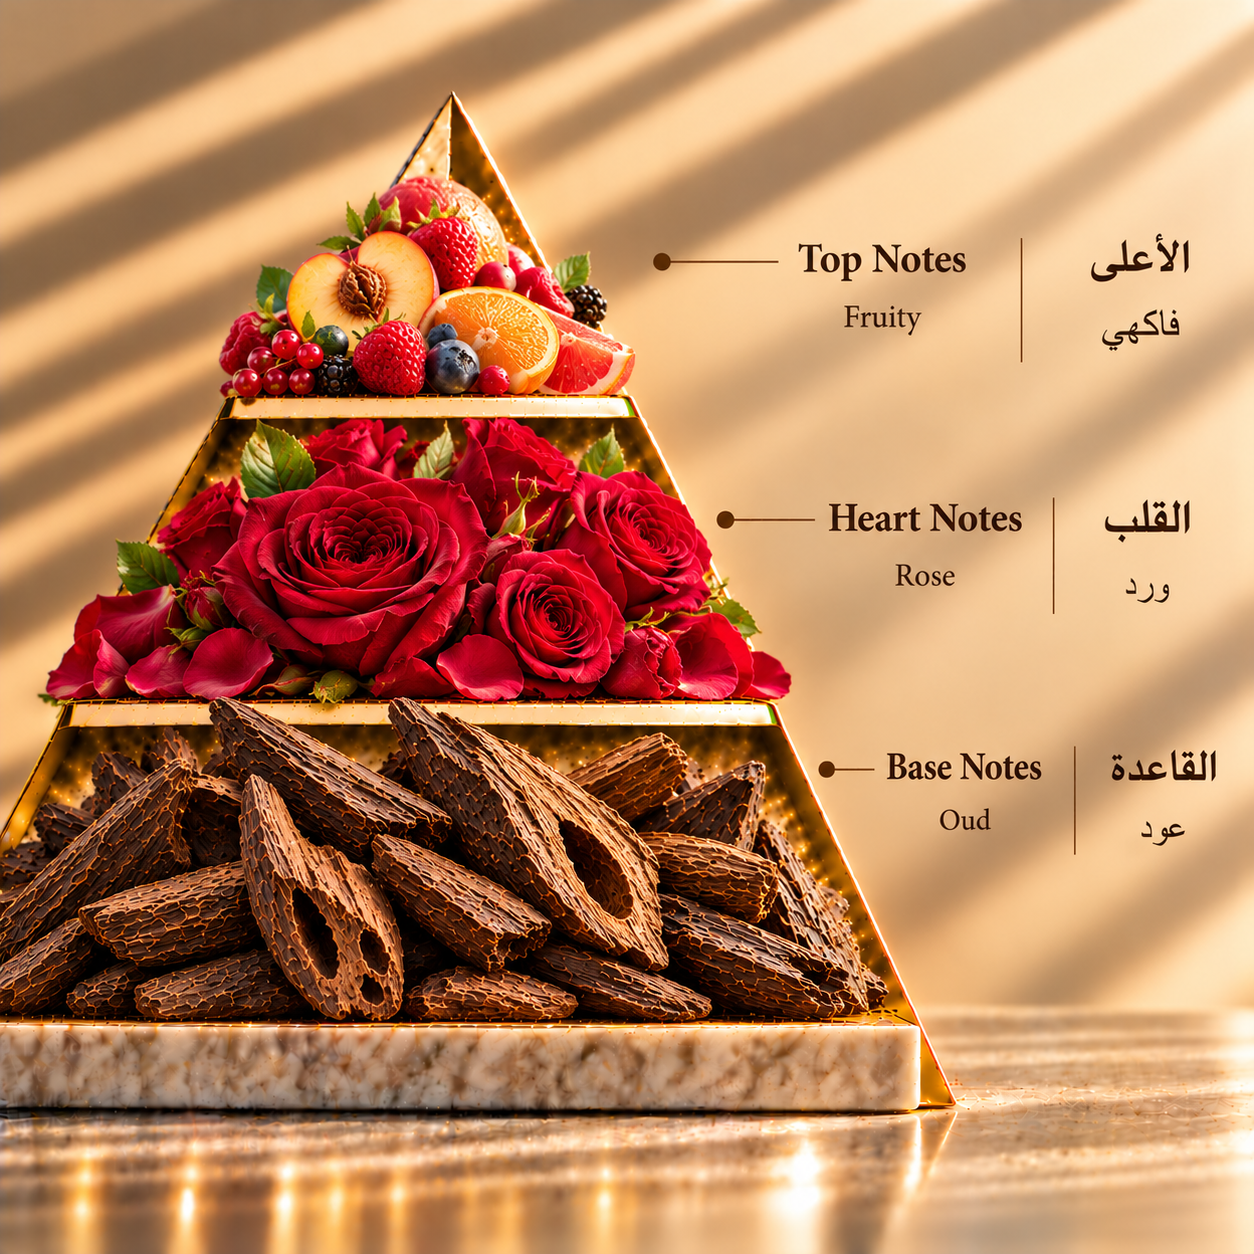 Top Notes
الأعلى
Fruity
فاكهي
Heart Notes
القلب
Rose
ورد
Base Notes
القاعدة
Oud
عود